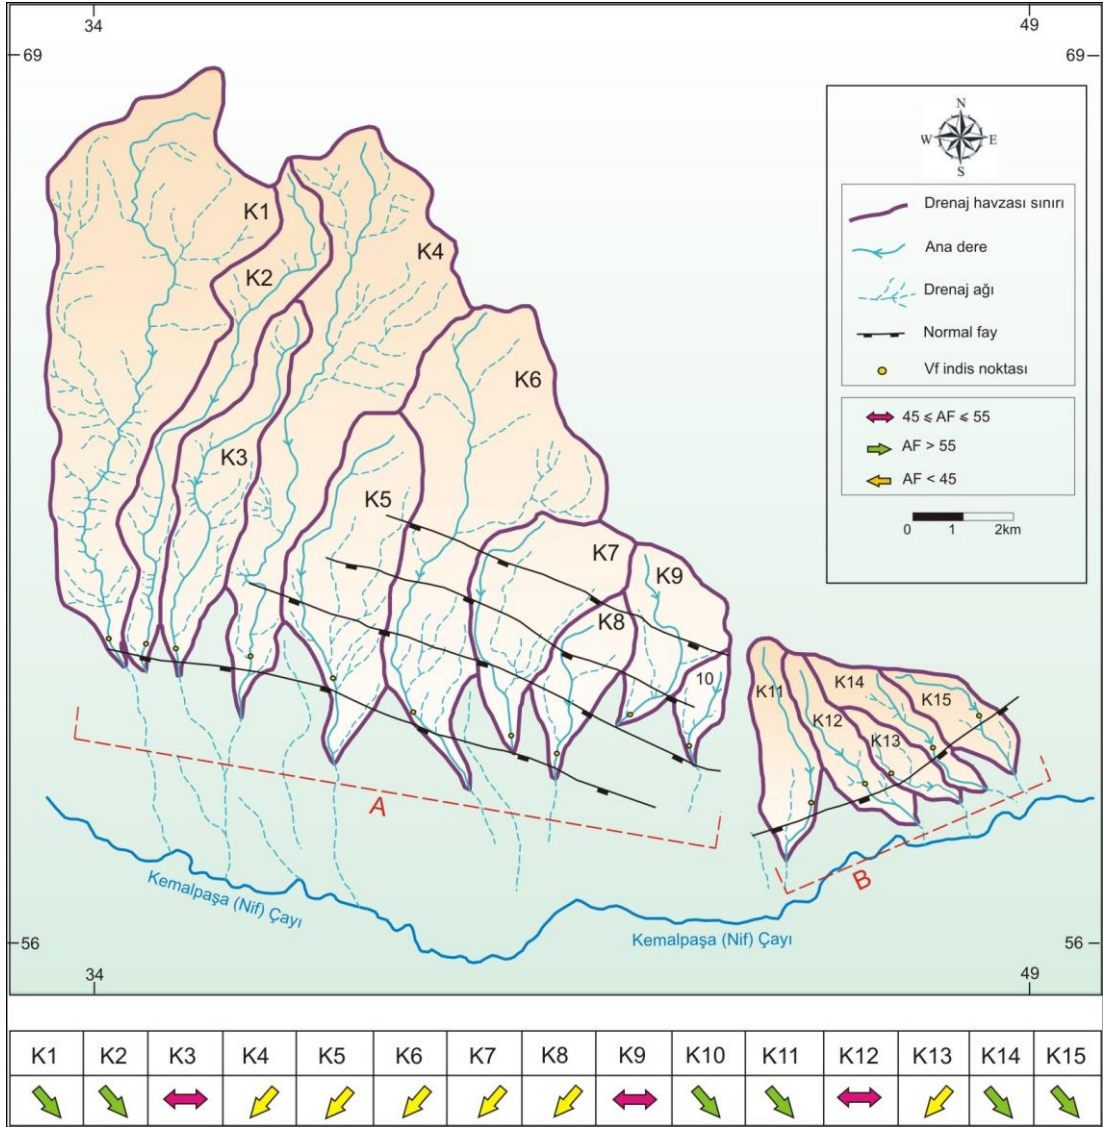 34
49
69
69
N
W
E
S
Drenaj havzası sınırı
Ana dere
Drenaj ağı
Normal fay
Vf indis noktası
45 ⩽ AF ⩽ 55
AF > 55
AF < 45
0 1 2km
K1
K2
K4
K6
K3
K5
K7
K9
K8
10
K11
K14
K15
K12
K13
A
B
Kemalpaşa (Nif) Çayı
Kemalpaşa (Nif) Çayı
56
56
34
49
K1 K2 K3 K4 K5 K6 K7 K8 K9 K10 K11 K12 K13 K14 K15